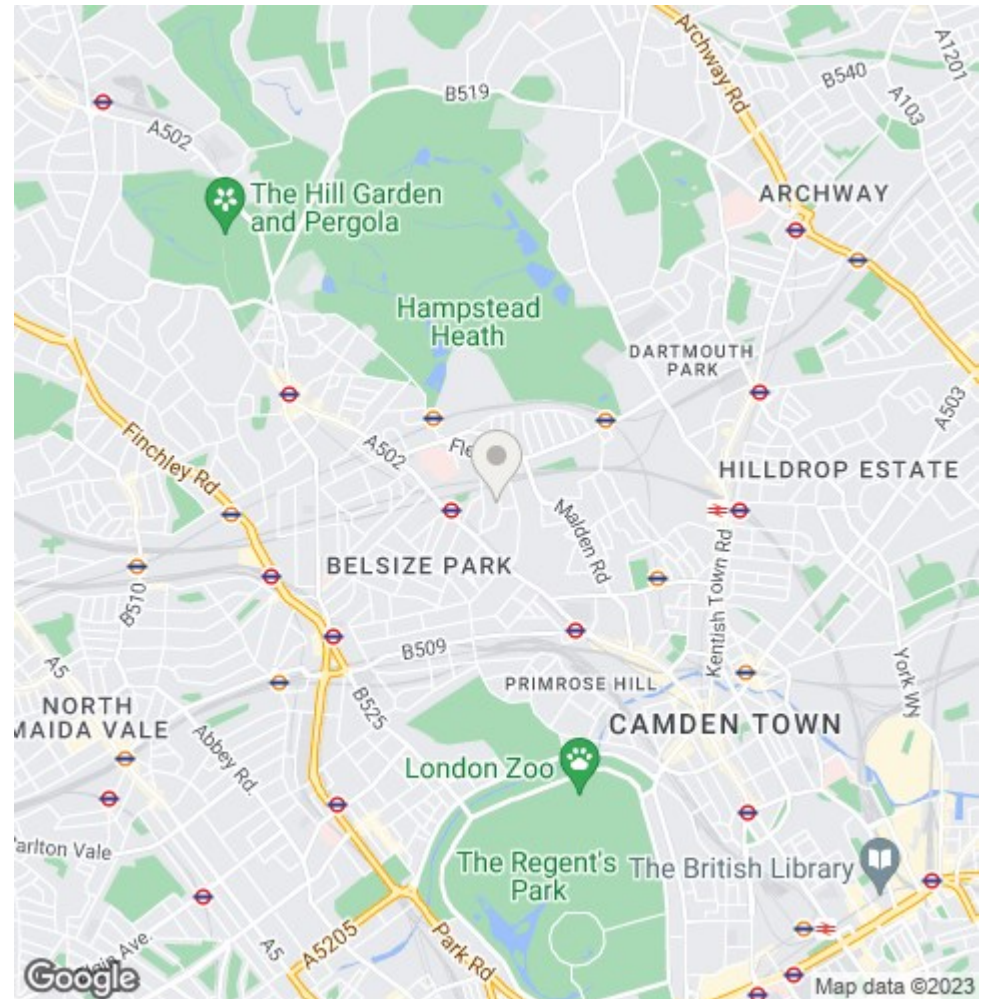 Archway Rd
A1201
B540
A103
B519
A502
The Hill Garden
and Pergola
ARCHWAY
Hampstead
Heath
DARTMOUTH
PARK
A503
Finchley Rd
A502
Fle
HILLDROP ESTATE
Malden Rd
BELSIZE PARK
Kentish Town Rd
B510
B509
A5
York Wy
PRIMROSE HILL
NORTH
MAIDA VALE
B525
Abbey Rd.
CAMDEN TOWN
London Zoo
arlton Vale
The Regent's
Park
The British Library
Park Rd
A5205
A5
gin Ave.
Google
Map data ©2023